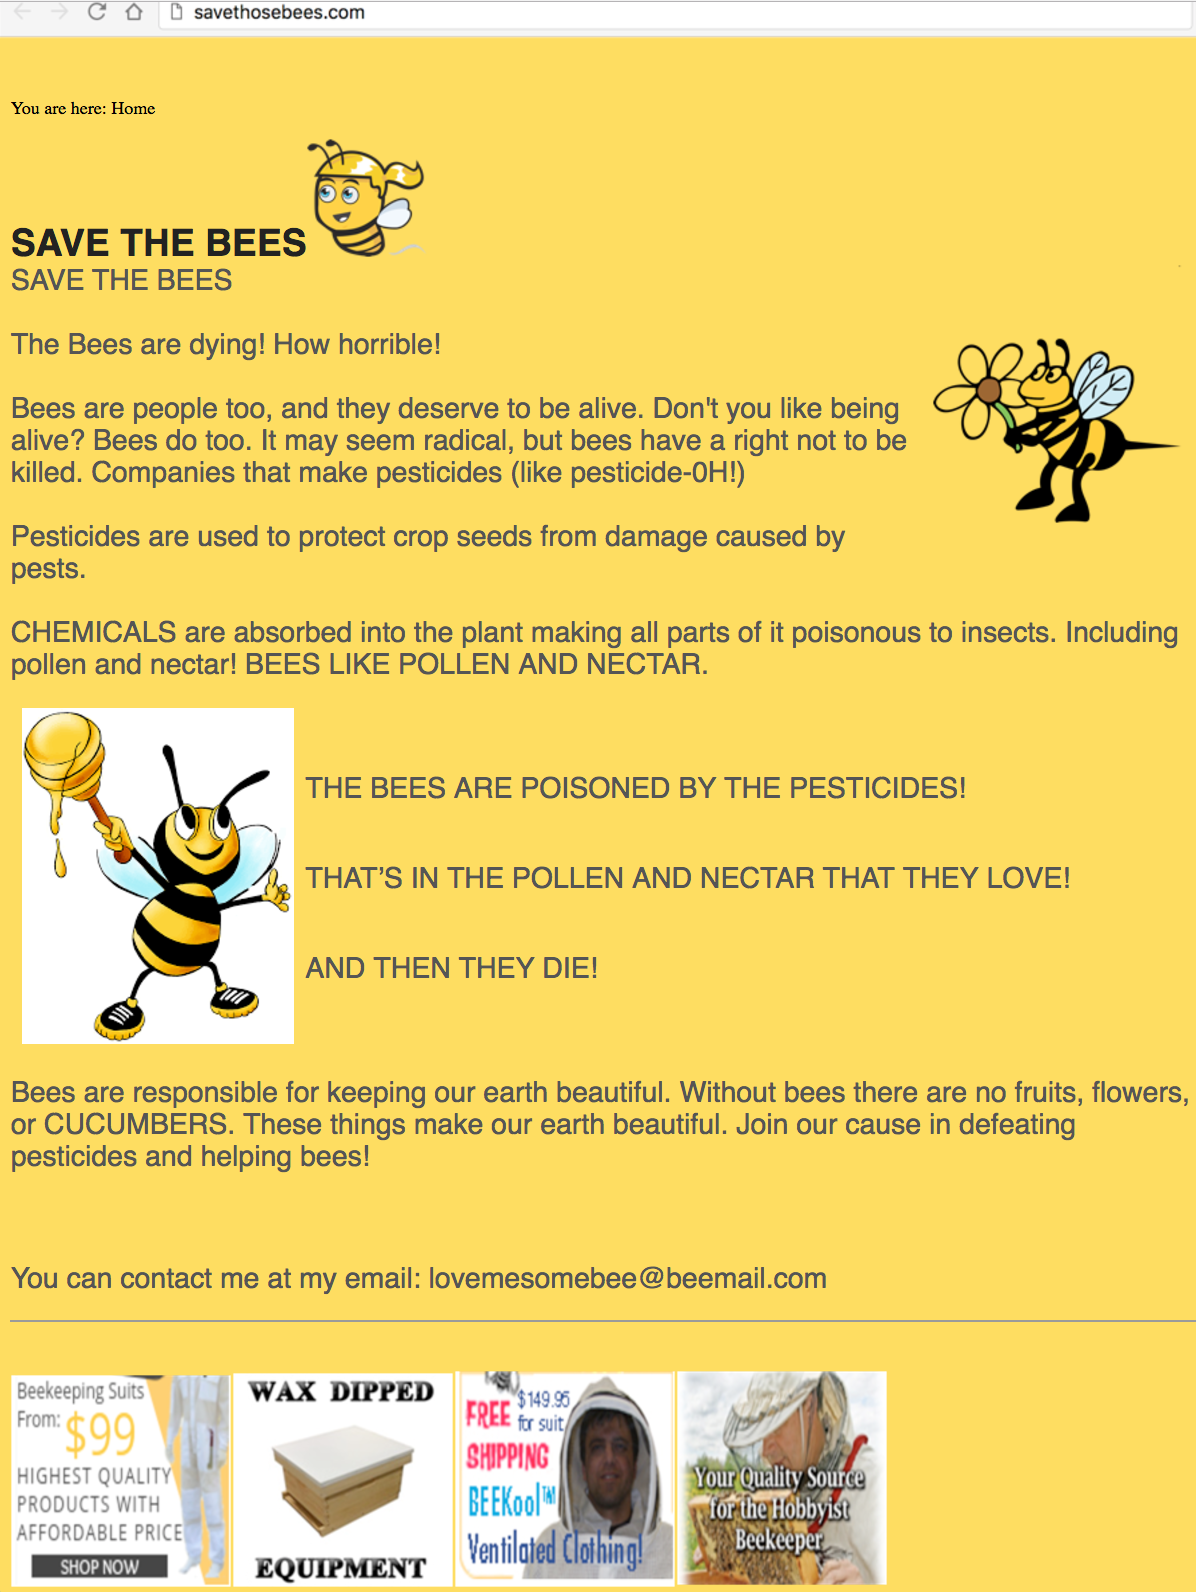 savethosebees.com
You are here: Home
SAVE THE BEES
SAVE THE BEES
The Bees are dying! How horrible!
Bees are people too, and they deserve to be alive. Don't you like being
alive? Bees do too. It may seem radical, but bees have a right not to be
killed. Companies that make pesticides (like pesticide-0H!)
Pesticides are used to protect crop seeds from damage caused by
pests.
CHEMICALS are absorbed into the plant making all parts of it poisonous to insects. Including
pollen and nectar! BEES LIKE POLLEN AND NECTAR.
THE BEES ARE POISONED BY THE PESTICIDES!
THAT’S IN THE POLLEN AND NECTAR THAT THEY LOVE!
AND THEN THEY DIE!
Bees are responsible for keeping our earth beautiful. Without bees there are no fruits, flowers,
or CUCUMBERS. These things make our earth beautiful. Join our cause in defeating
pesticides and helping bees!
You can contact me at my email: lovemesomebee@beemail.com
Beekeeping Suits
From: $99
HIGHEST QUALITY
PRODUCTS WITH
AFFORDABLE PRICE
SHOP NOW
WAX DIPPED
EQUIPMENT
$149.95
FREE for suit
SHIPPING
BEEKool™
Ventilated Clothing!
Your Quality Source
for the Hobbyist
Beekeeper